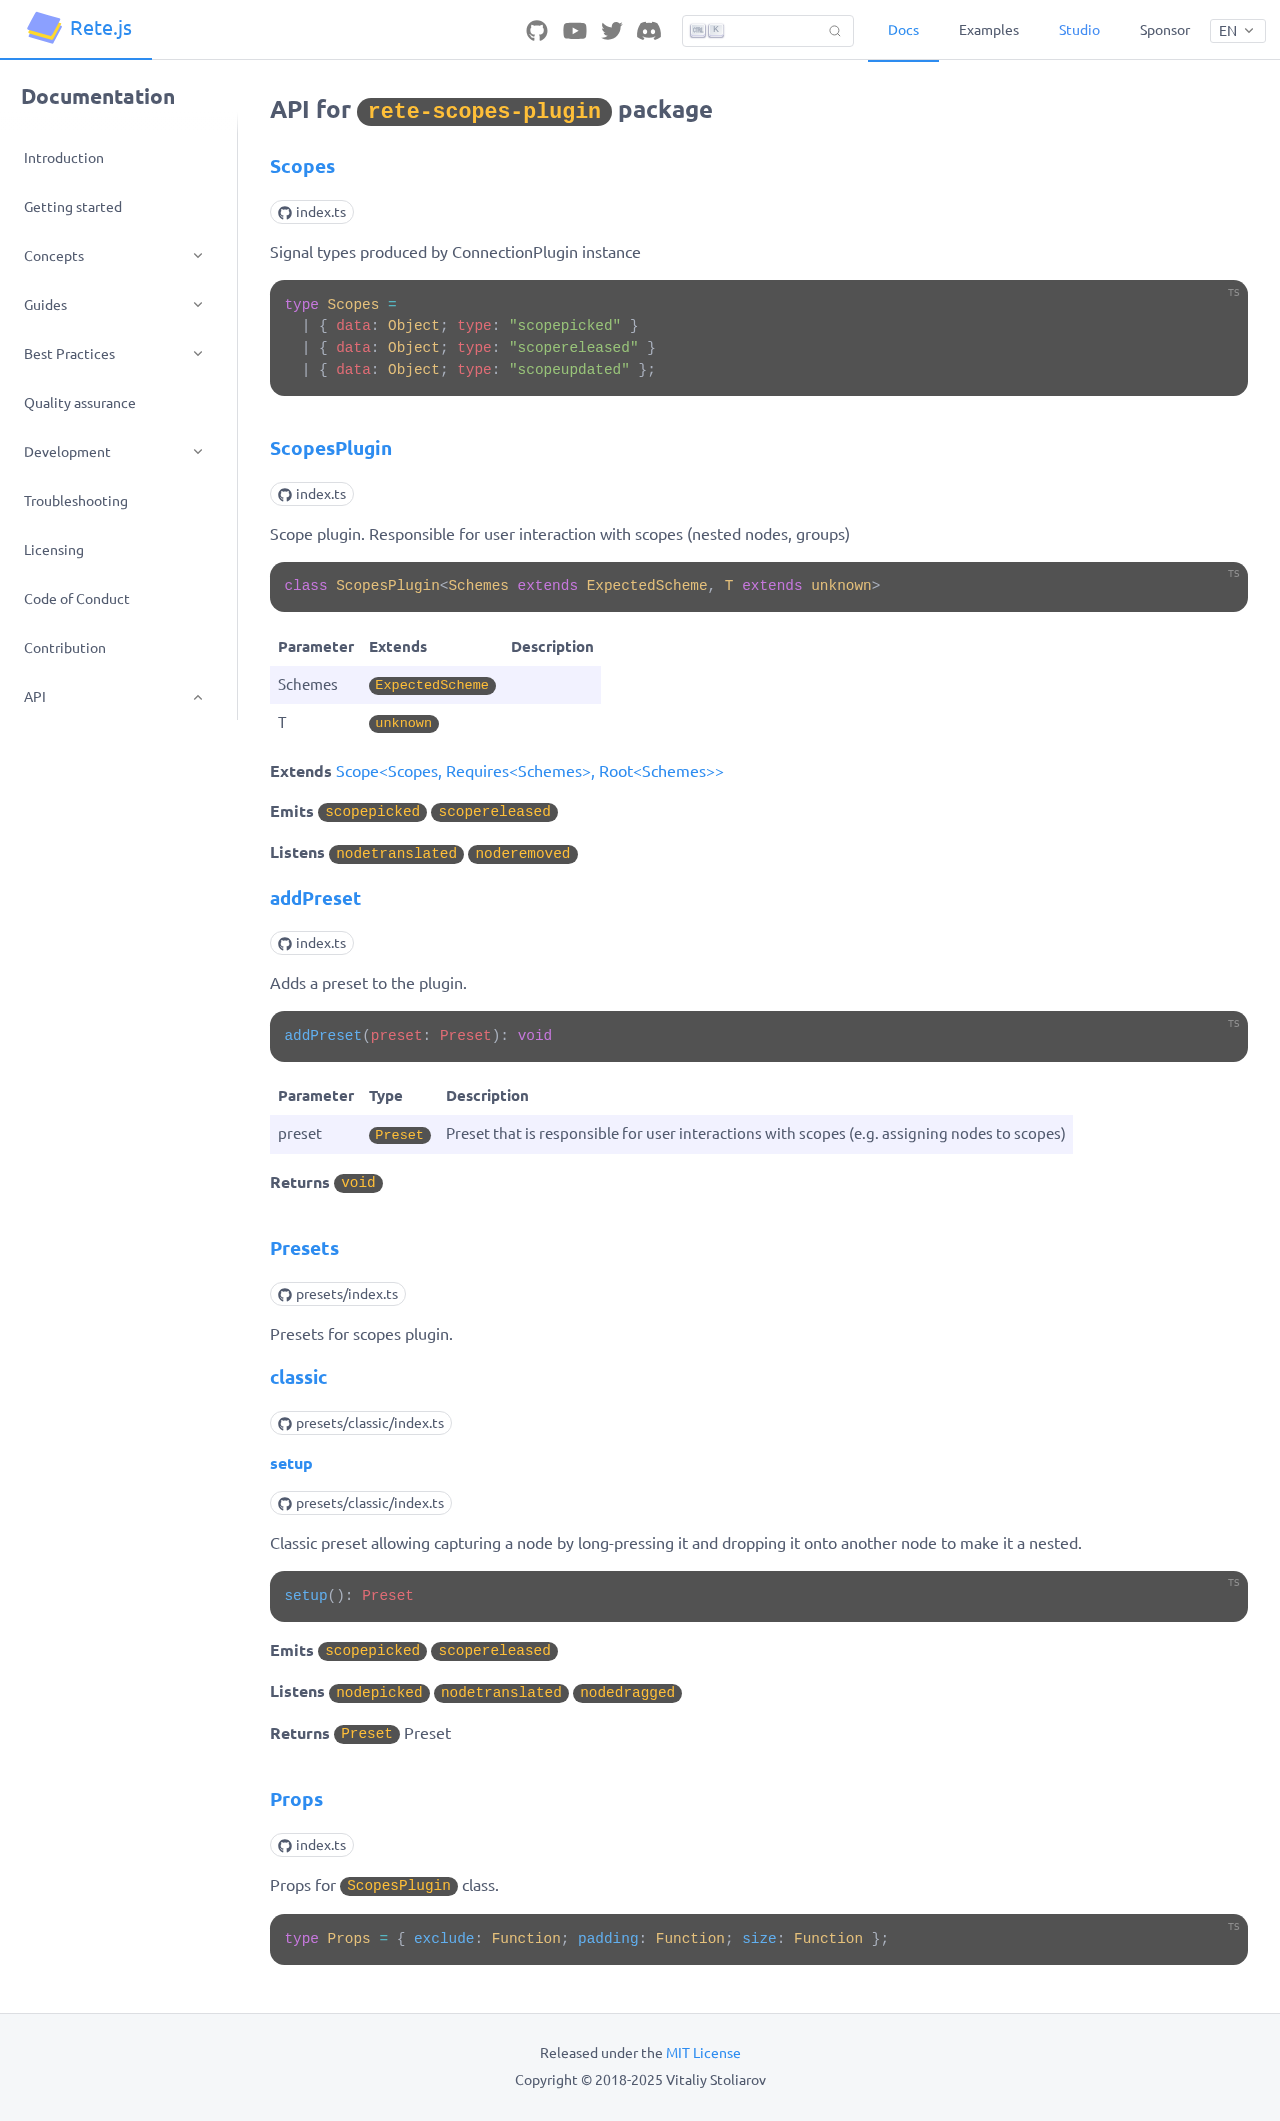 Rete.js
K
Docs
Examples
Studio
Sponsor
EN
Documentation
Introduction
Getting started
Concepts
Guides
Best Practices
Quality assurance
Development
Troubleshooting
Licensing
Code of Conduct
Contribution
API
API for rete-scopes-plugin package
Scopes
index.ts
Signal types produced by ConnectionPlugin instance
TS
type Scopes =
| { data: Object; type: "scopepicked" }
| { data: Object; type: "scopereleased" }
| { data: Object; type: "scopeupdated" };
ScopesPlugin
index.ts
Scope plugin. Responsible for user interaction with scopes (nested nodes, groups)
TS
class ScopesPlugin<Schemes extends ExpectedScheme, T extends unknown>
Parameter Extends Description
Schemes ExpectedScheme
T unknown
Extends Scope<Scopes, Requires<Schemes>, Root<Schemes>>
Emits scopepicked scopereleased
Listens nodetranslated noderemoved
addPreset
index.ts
Adds a preset to the plugin.
TS
addPreset(preset: Preset): void
Parameter Type Description
preset Preset Preset that is responsible for user interactions with scopes (e.g. assigning nodes to scopes)
Returns void
Presets
presets/index.ts
Presets for scopes plugin.
classic
presets/classic/index.ts
setup
presets/classic/index.ts
Classic preset allowing capturing a node by long-pressing it and dropping it onto another node to make it a nested.
TS
setup(): Preset
Emits scopepicked scopereleased
Listens nodepicked nodetranslated nodedragged
Returns Preset Preset
Props
index.ts
Props for ScopesPlugin class.
TS
type Props = { exclude: Function; padding: Function; size: Function };
Released under the MIT License
Copyright © 2018-2025 Vitaliy Stoliarov